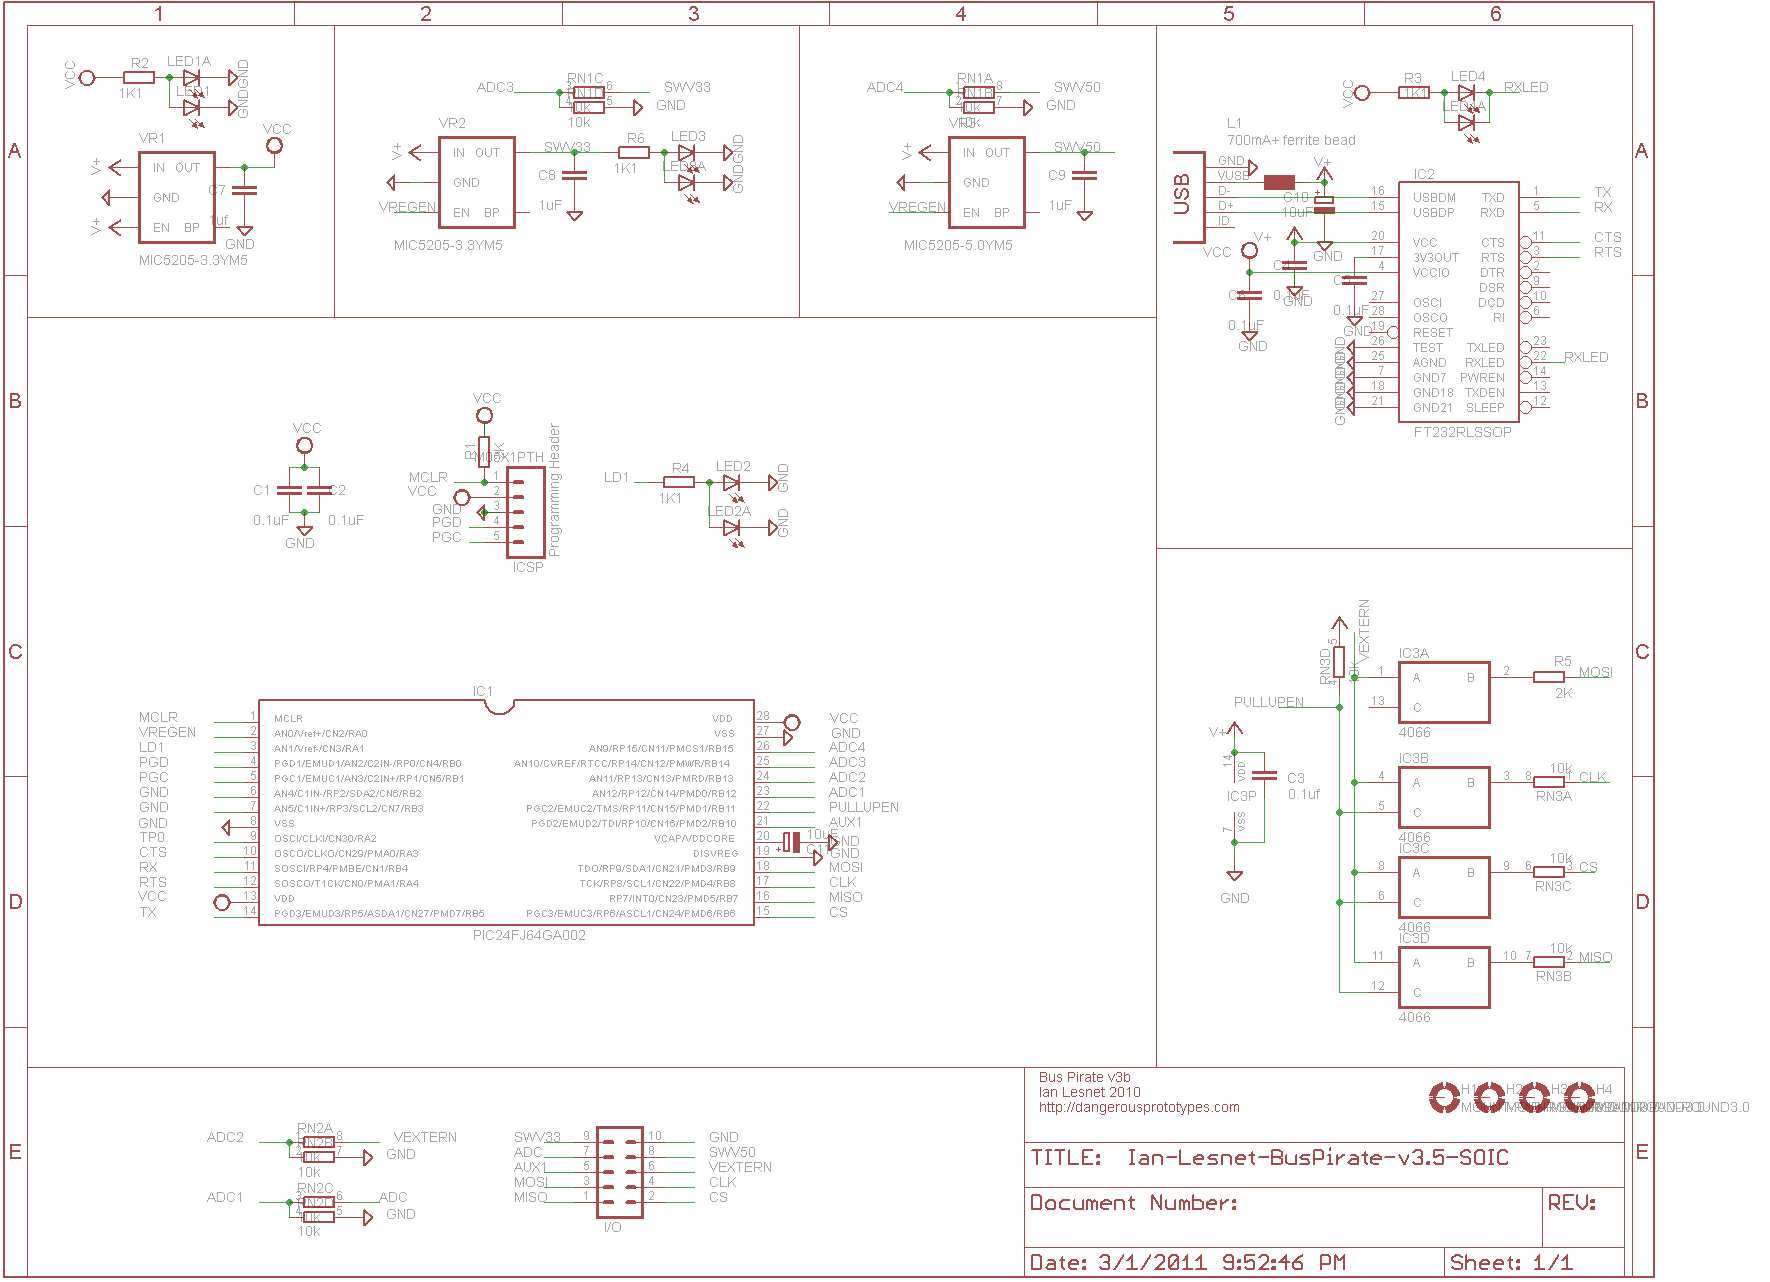 1 2 3 4 5 6
A
A
B
B
C
C
D
D
E
E
VCC
R2
1K1
LED1A
LED1
GND
GND
VR1
VCC
V+
IN OUT
GND
V+
EN BP
C7
1uf
GND
MIC5205-3.3YM5
ADC3
RN1C
3 6
SWV33
RN1D
4 5
GND
10k
VR2
V+
IN OUT
SWV33
GND
VREGEN
EN BP
C8
1uF
MIC5205-3.3YM5
R6
1K1
LED3
GND
GND
ADC4
RN1A
8
SWV50
RN1B
2 7
GND
VR3
V+
IN OUT
SWV50
GND
VREGEN
EN BP
C9
1uF
MIC5205-5.0YM5
VCC
R3
1K1
LED4
RXLED
L1
700mA+ ferrite bead
USB
GND
VUSB
D-
D+
ID
V+
C10
10uF
GND
V+
VCC
0.1uF
GND
0.1uF
GND
0.1uF
GND
IC2
16 USBDM TXD 1 TX
15 USBDP RXD 5 RX
20 VCC CTS 11 CTS
17 3V3OUT RTS 3 RTS
4 VCCIO DTR 2
DSR 9
27 OSCI DCD 10
28 OSCO RI 6
19 RESET
26 TEST TXLED 23
25 AGND RXLED 22 RXLED
7 GND7 PWREN 14
18 GND18 TXDEN 13
21 GND21 SLEEP 12
GND
FT232RLSSOP
VCC
C1
C2
0.1uF
0.1uF
GND
VCC
R1
M05X1PTH
MCLR 1
VCC 2
GND 3
PGD 4
PGC 5
ICSP
Programming Header
LD1
R4
1K1
LED2
GND
LED2A
GND
IC1
MCLR 1 MCLR VDD 28 VCC
VREGEN 2 AN0/Vref+/CN2/RA0 VSS 27 GND
LD1 3 AN1/Vref-/CN3/RA1 AN9/RP15/CN11/PMCS1/RB15 26 ADC4
PGD 4 PGD1/EMUD1/AN2/C2IN-/RP0/CN4/RB0 AN10/CVREF/RTCC/RP14/CN12/PMWR/RB14 25 ADC3
PGC 5 PGC1/EMUC1/AN3/C2IN+/RP1/CN5/RB1 AN11/RP13/CN13/PMRD/RB13 24 ADC2
GND 6 AN4/C1IN-/RP2/SDA2/CN6/RB2 AN12/RP12/CN14/PMD0/RB12 23 ADC1
GND 7 AN5/C1IN+/RP3/SCL2/CN7/RB3 PGC2/EMUC2/TMS/RP11/CN15/PMD1/RB11 22 PULLUPEN
GND 8 VSS PGD2/EMUD2/TDI/RP10/CN16/PMD2/RB10 21 AUX1
TP0 9 OSCI/CLKI/CN30/RA2 VCAP/VDDCORE 20 10uF GND
CTS 10 OSCO/CLKO/CN29/PMA0/RA3 DISVREG 19 GND
RX 11 SOSCI/RP4/PMBE/CN1/RB4 TDO/RP9/SDA1/CN21/PMD3/RB9 18 MOSI
RTS 12 SOSCO/T1CK/CN0/PMA1/RA4 TCK/RP8/SCL1/CN22/PMD4/RB8 17 CLK
VCC 13 VDD RP7/INT0/CN23/PMD5/RB7 16 MISO
TX 14 PGD3/EMUD3/RP5/ASDA1/CN27/PMD7/RB5 PGC3/EMUC3/RP6/ASCL1/CN24/PMD6/RB6 15 CS
PIC24FJ64GA002
VEXTERN
RN3D
5
4
PULLUPEN
V+
14
VDD
IC3P
7
VSS
C3
0.1uf
GND
IC3A
1 A B 2
R5
MOSI
2K
13 C
4066
IC3B
4 A B 3 8
10k
CLK
RN3A
5 C
4066
IC3C
8 A B 9 6
10k
3 CS
RN3C
6 C
4066
IC3D
11 A B 10 7
10k
2 MISO
RN3B
12 C
4066
ADC2
RN2A
8
VEXTERN
RN2B
2 7
GND
10k
ADC1
RN2C
3 6
ADC
RN2D
4 5
GND
10k
SWV33 9 10 GND
ADC 7 8 SWV50
AUX1 5 6 VEXTERN
MOSI 3 4 CLK
MISO 1 2 CS
I/O
Bus Pirate v3b
Ian Lesnet 2010
http://dangerousprototypes.com
H1 H2 H3 H4
TITLE: Ian-Lesnet-BusPirate-v3.5-SOIC
Document Number:
REV:
Date: 3/1/2011 9:52:46 PM
Sheet: 1/1